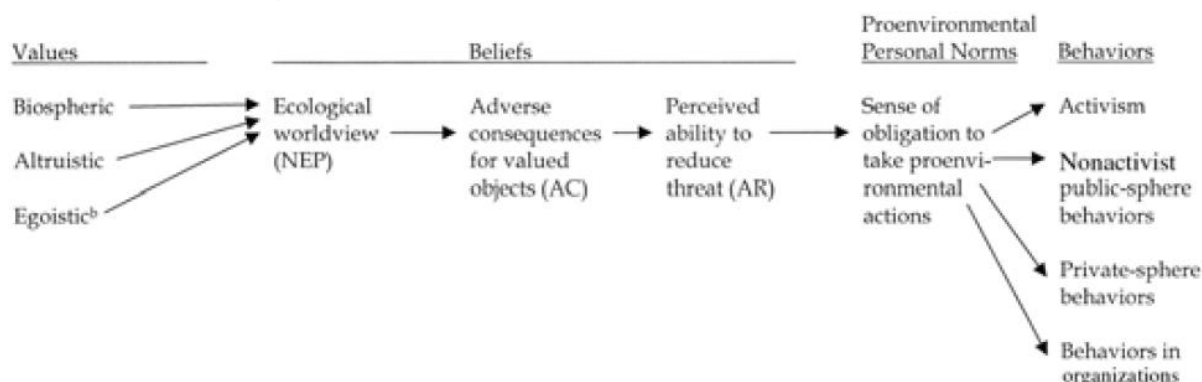 Proenvironmental
Values
Beliefs
Personal Norms
Behaviors
Biospheric
Altruistic
Egoisticᵇ
Ecological
worldview
(NEP)
Adverse
consequences
for valued
objects (AC)
Perceived
ability to
reduce
threat (AR)
Sense of
obligation to
take proenvi-
ronmental
actions
Activism
Nonactivist
public-sphere
behaviors
Private-sphere
behaviors
Behaviors in
organizations